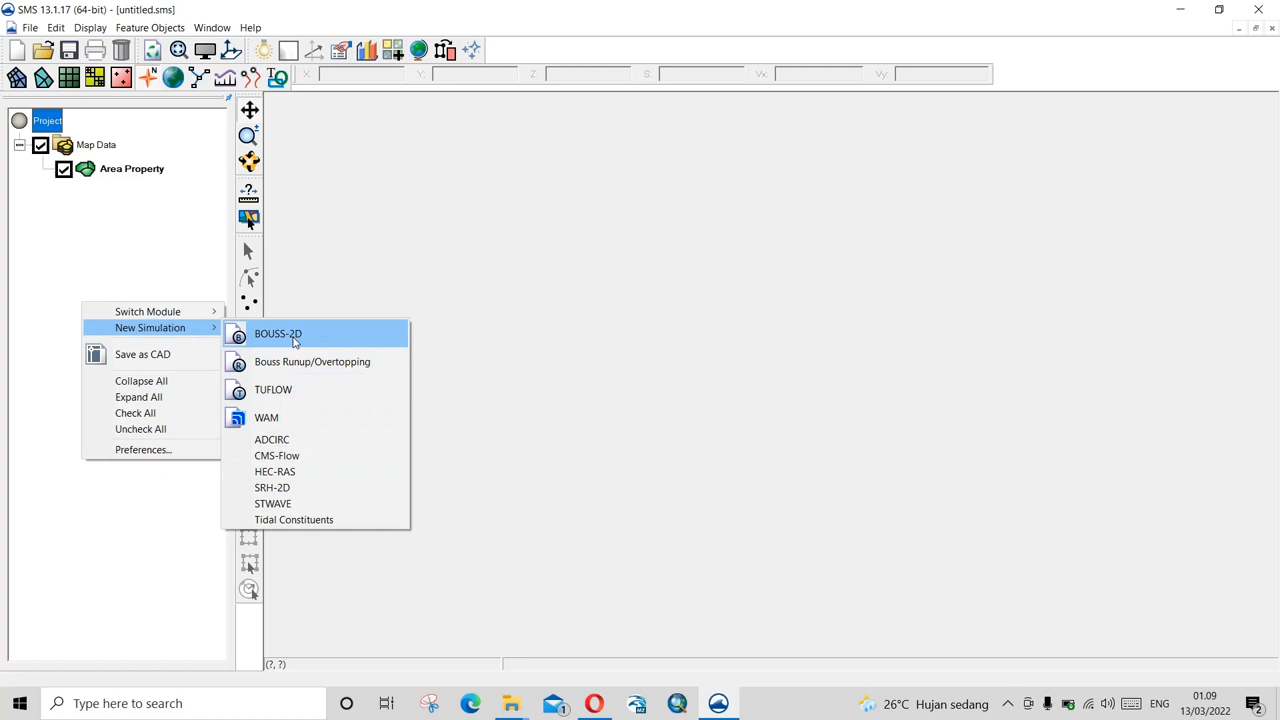 SMS 13.1.17 (64-bit) - [untitled.sms]
File Edit Display Feature Objects Window Help
X: Y: Z: S: Vx: Vy:
Project
Map Data
Area Property
Switch Module
New Simulation
Save as CAD
Collapse All
Expand All
Check All
Uncheck All
Preferences...
BOUSS-2D
Bouss Runup/Overtopping
TUFLOW
WAM
ADCIRC
CMS-Flow
HEC-RAS
SRH-2D
STWAVE
Tidal Constituents
(?, ?)
Type here to search
26°C Hujan sedang
ENG
01.09
13/03/2022